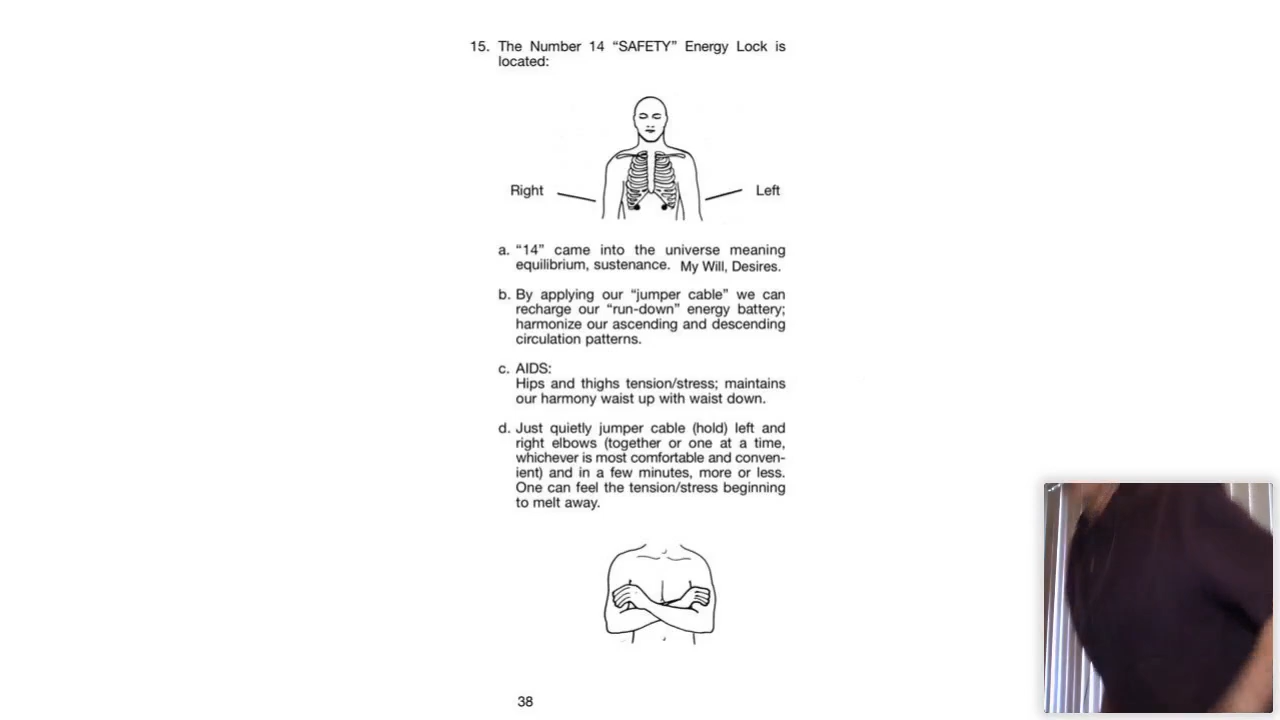 15. The Number 14 “SAFETY” Energy Lock is
located:
Right
Left
a. “14” came into the universe meaning
equilibrium, sustenance. My Will, Desires.
b. By applying our “jumper cable” we can
recharge our “run-down” energy battery;
harmonize our ascending and descending
circulation patterns.
c. AIDS:
Hips and thighs tension/stress; maintains
our harmony waist up with waist down.
d. Just quietly jumper cable (hold) left and
right elbows (together or one at a time,
whichever is most comfortable and conven-
ient) and in a few minutes, more or less.
One can feel the tension/stress beginning
to melt away.
38